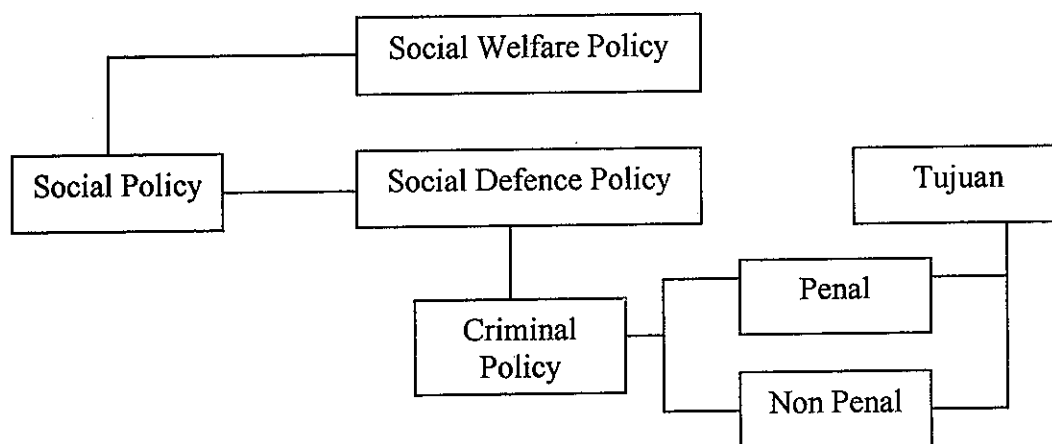 Social Welfare Policy
Social Policy
Social Defence Policy
Tujuan
Penal
Criminal
Policy
Non Penal